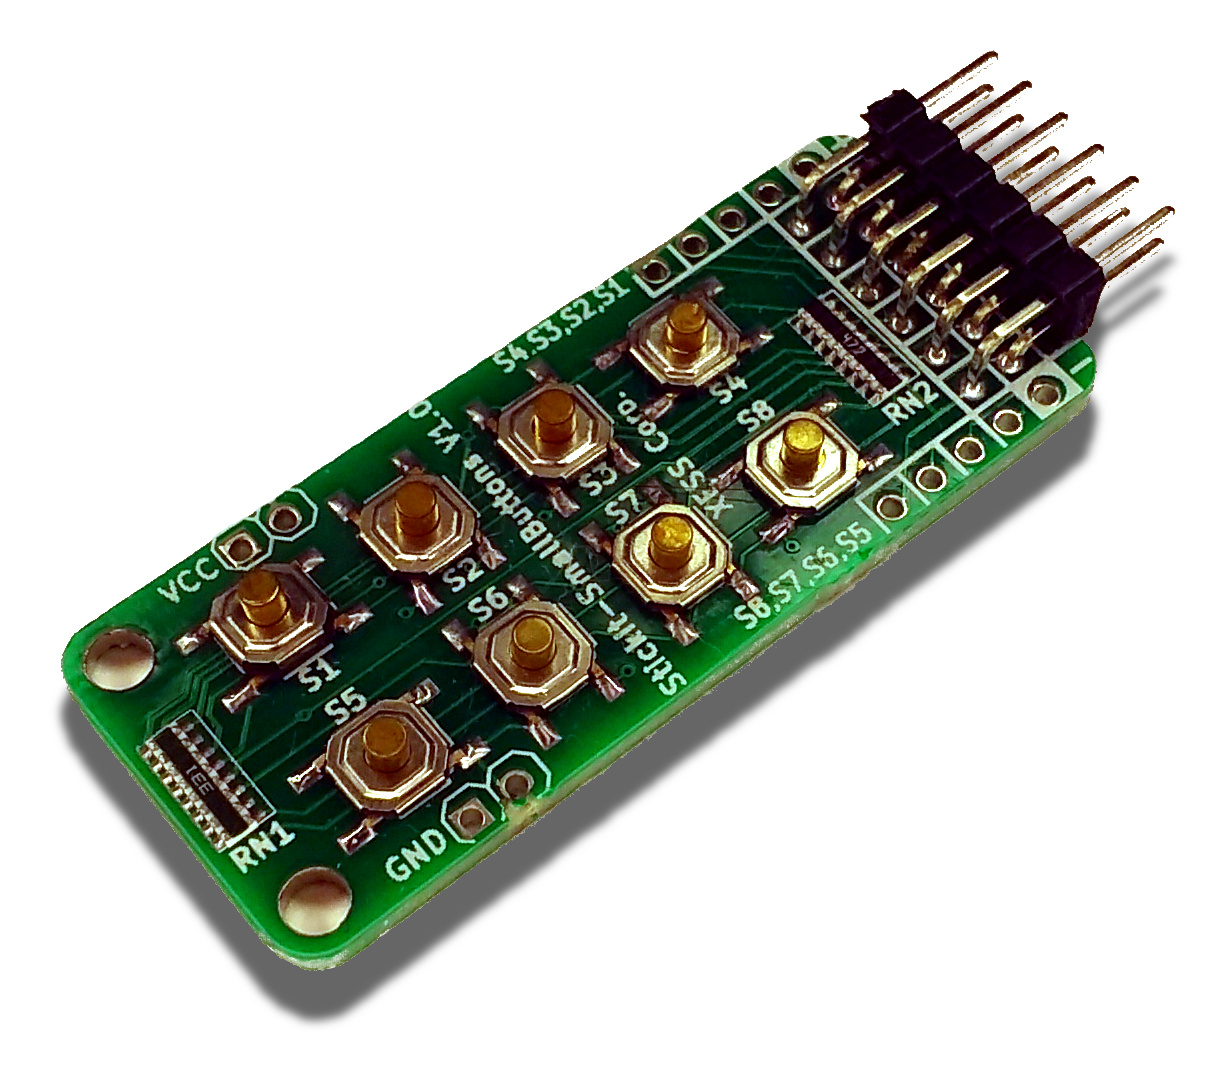 S4,S3,S2,S1
VCC
S1
S2
S3
S4
StickIt-SmallButtons V1.0
XESS Corp.
S5
S6
S7
S8
472
RN2
RN1
GND
S8,S7,S6,S5